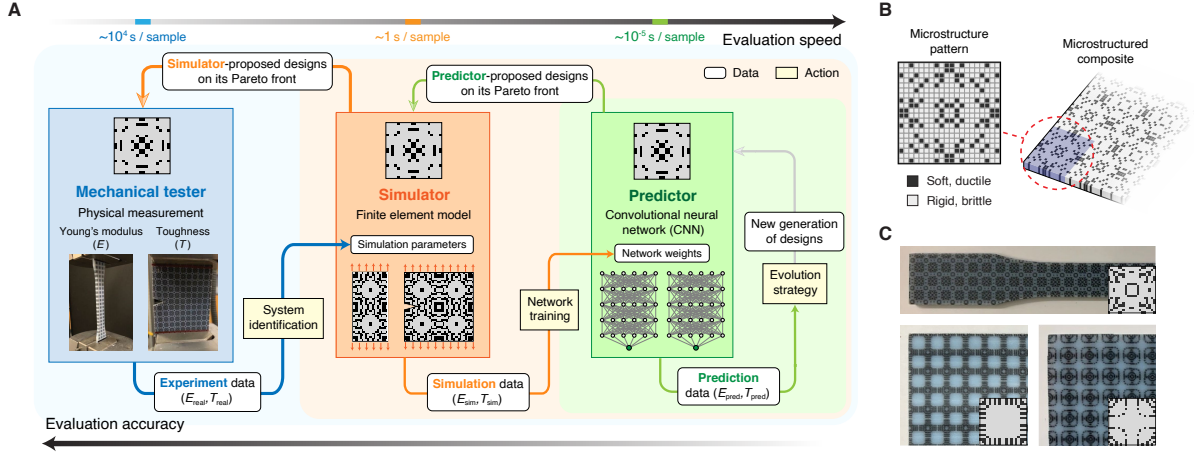 A
~10⁴ s / sample
~1 s / sample
~10⁻⁵ s / sample
Evaluation speed
Simulator-proposed designs
on its Pareto front
Predictor-proposed designs
on its Pareto front
Data
Action
Mechanical tester
Physical measurement
Young's modulus
(E)
Toughness
(T)
Simulator
Finite element model
Simulation parameters
Predictor
Convolutional neural
network (CNN)
Network weights
New generation
of designs
Evolution
strategy
System
identification
Network
training
Experiment data
(E_real, T_real)
Simulation data
(E_sim, T_sim)
Prediction
data (E_pred, T_pred)
Evaluation accuracy
B
Microstructure
pattern
Microstructured
composite
Soft, ductile
Rigid, brittle
C